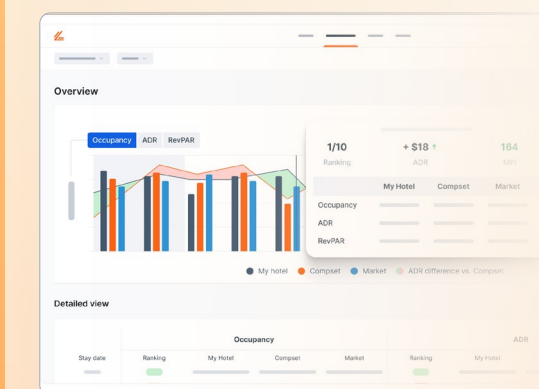 Overview
Occupancy ADR RevPAR
1/10 + $18 ↑ 164
Ranking ADR MPI
My Hotel Compset Market
Occupancy
ADR
RevPAR
My hotel Compset Market ADR difference vs. Compset
Detailed view
Occupancy ADR
Stay date Ranking My Hotel Compset Market Ranking My Hotel